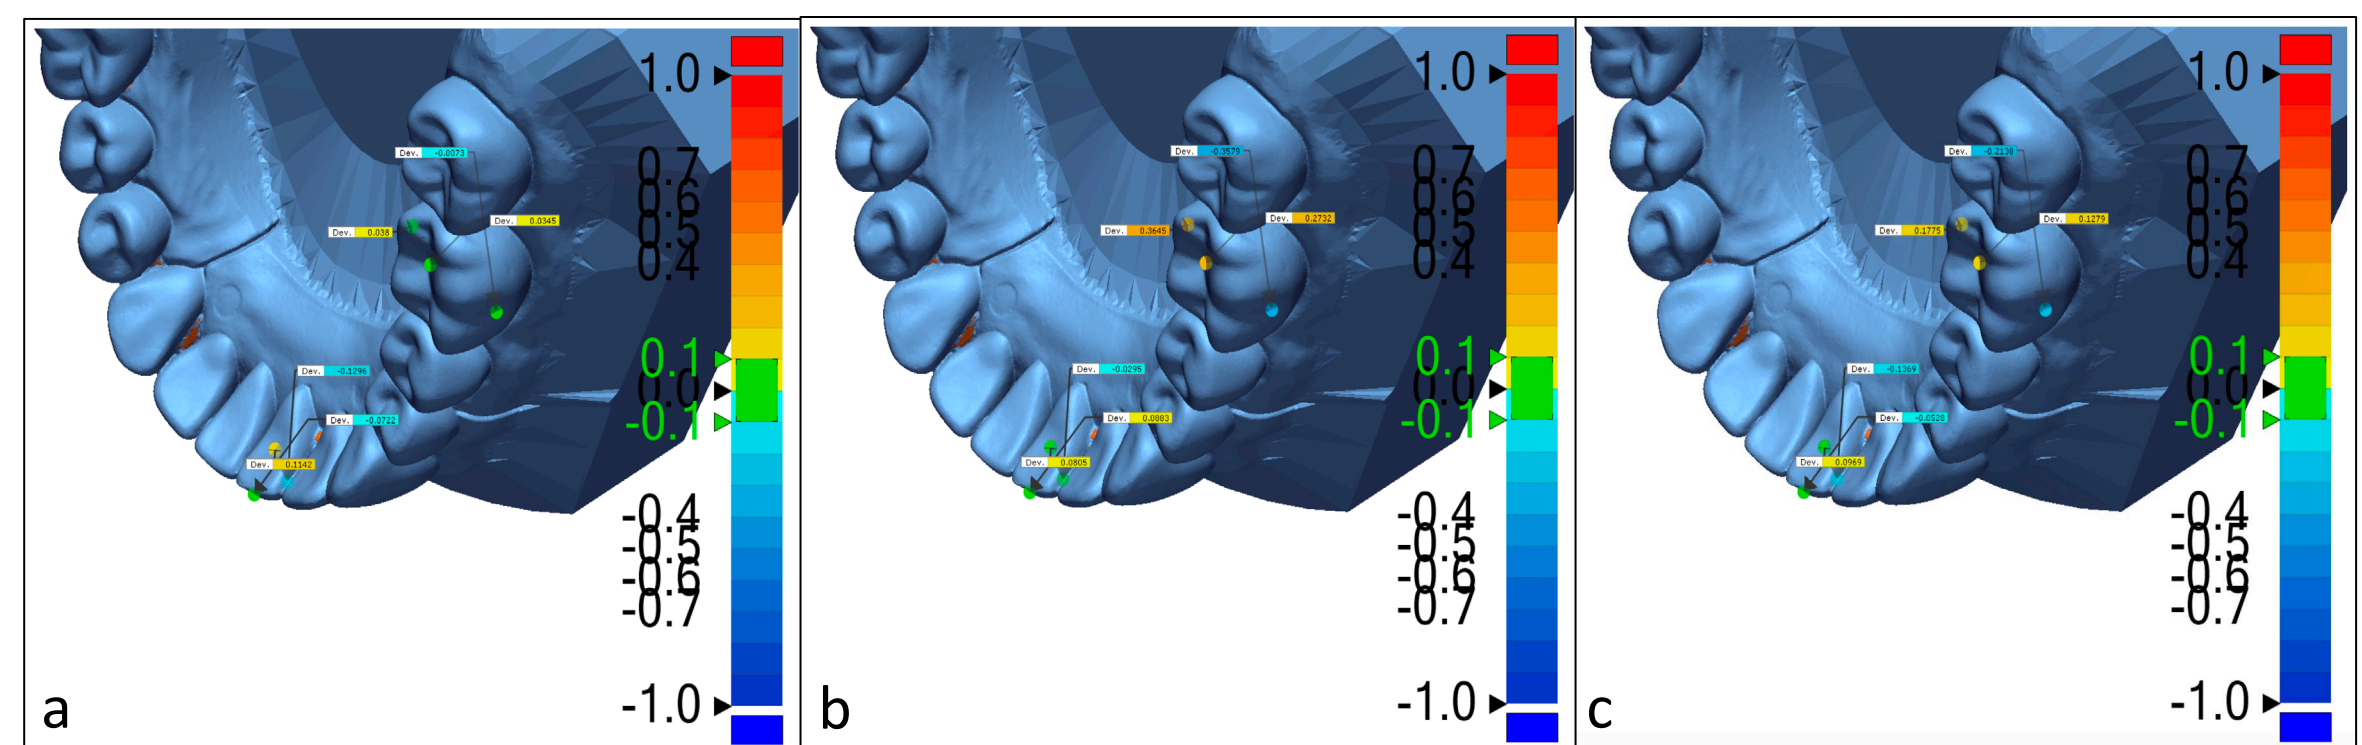 1.0
0.7
0.6
0.5
0.4
0.1
0.0
-0.1
-0.4
-0.5
-0.6
-0.7
-1.0
Dev. -0.0073
Dev. 0.0345
Dev. 0.038
Dev. -0.1296
Dev. -0.0722
Dev. 0.1142
a
1.0
0.7
0.6
0.5
0.4
0.1
0.0
-0.1
-0.4
-0.5
-0.6
-0.7
-1.0
Dev. -0.3579
Dev. 0.2732
Dev. 0.3645
Dev. -0.0295
Dev. 0.0883
Dev. 0.0805
b
1.0
0.7
0.6
0.5
0.4
0.1
0.0
-0.1
-0.4
-0.5
-0.6
-0.7
-1.0
Dev. -0.2138
Dev. 0.1279
Dev. 0.1775
Dev. -0.1369
Dev. -0.0528
Dev. 0.0969
c